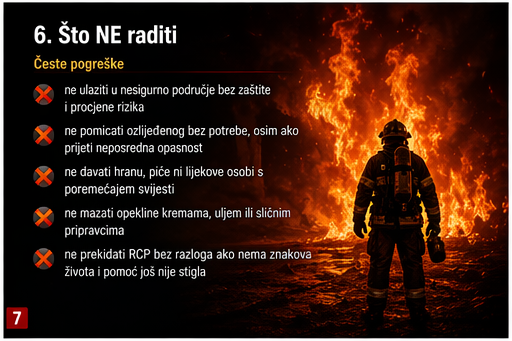 6. Što NE raditi
Česte pogreške
ne ulaziti u nesigurno područje bez zaštite
i procjene rizika
ne pomicati ozlijeđenog bez potrebe, osim ako
prijeti neposredna opasnost
ne davati hranu, piće ni lijekove osobi s
poremećajem svijesti
ne mazati opekline kremama, uljem ili sličnim
pripravcima
ne prekidati RCP bez razloga ako nema znakova
života i pomoć još nije stigla
7